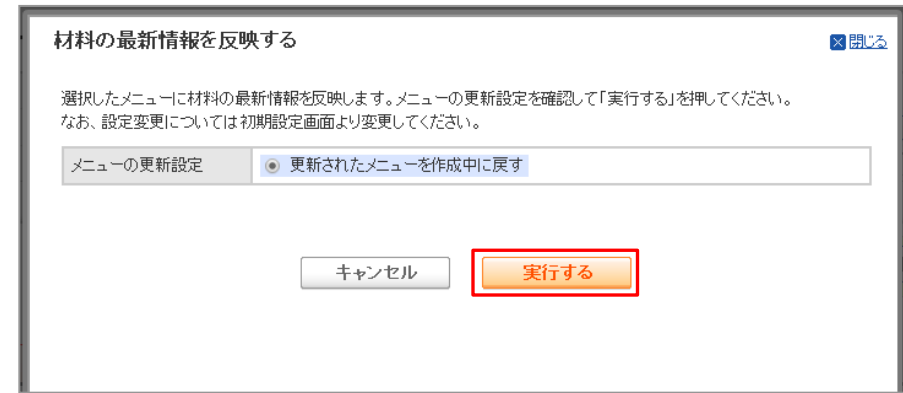 材料の最新情報を反映する
閉じる
選択したメニューに材料の最新情報を反映します。メニューの更新設定を確認して「実行する」を押してください。
なお、設定変更については初期設定画面より変更してください。
メニューの更新設定
更新されたメニューを作成中に戻す
キャンセル
実行する